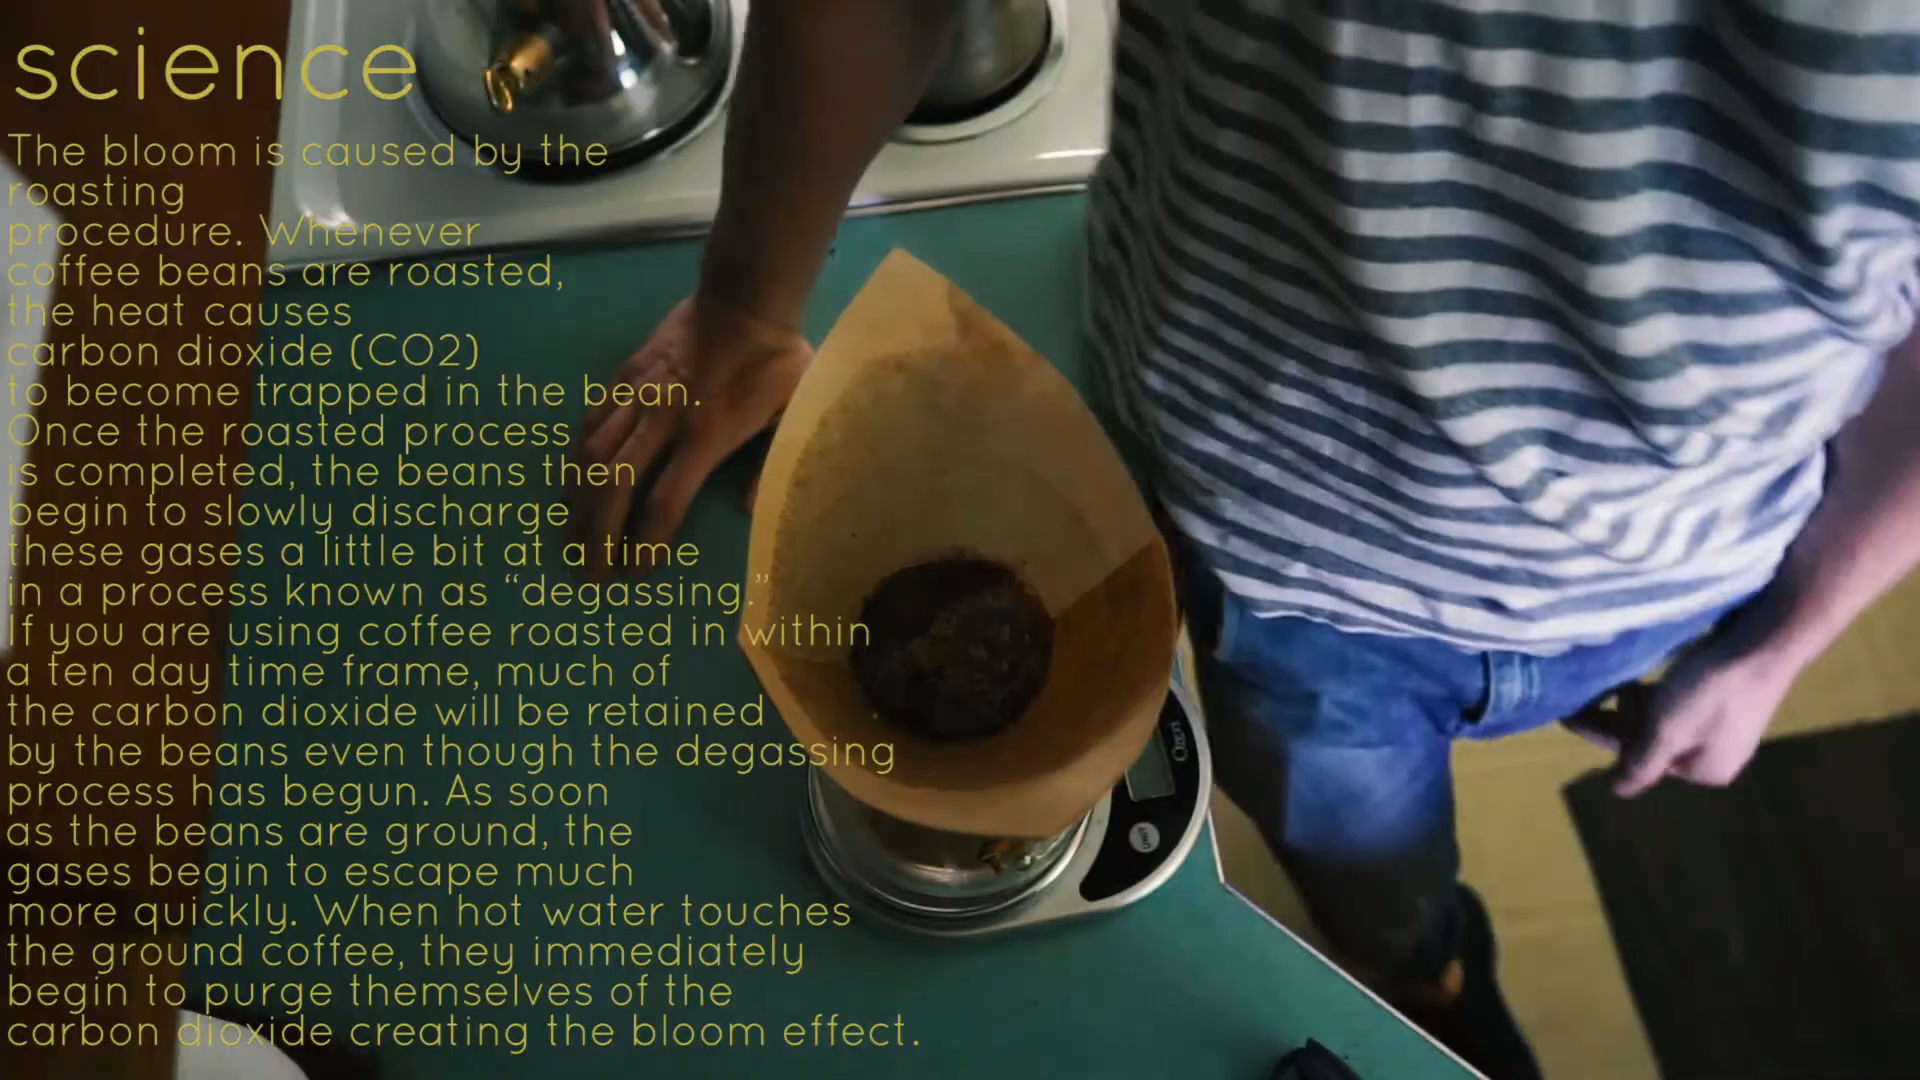 science
The bloom is caused by the
roasting
procedure. Whenever
coffee beans are roasted,
the heat causes
carbon dioxide (CO2)
to become trapped in the bean.
Once the roasted process
is completed, the beans then
begin to slowly discharge
these gases a little bit at a time
in a process known as “degassing.”
If you are using coffee roasted in within
a ten day time frame, much of
the carbon dioxide will be retained
by the beans even though the degassing
process has begun. As soon
as the beans are ground, the
gases begin to escape much
more quickly. When hot water touches
the ground coffee, they immediately
begin to purge themselves of the
carbon dioxide creating the bloom effect.
OZERI
UNIT